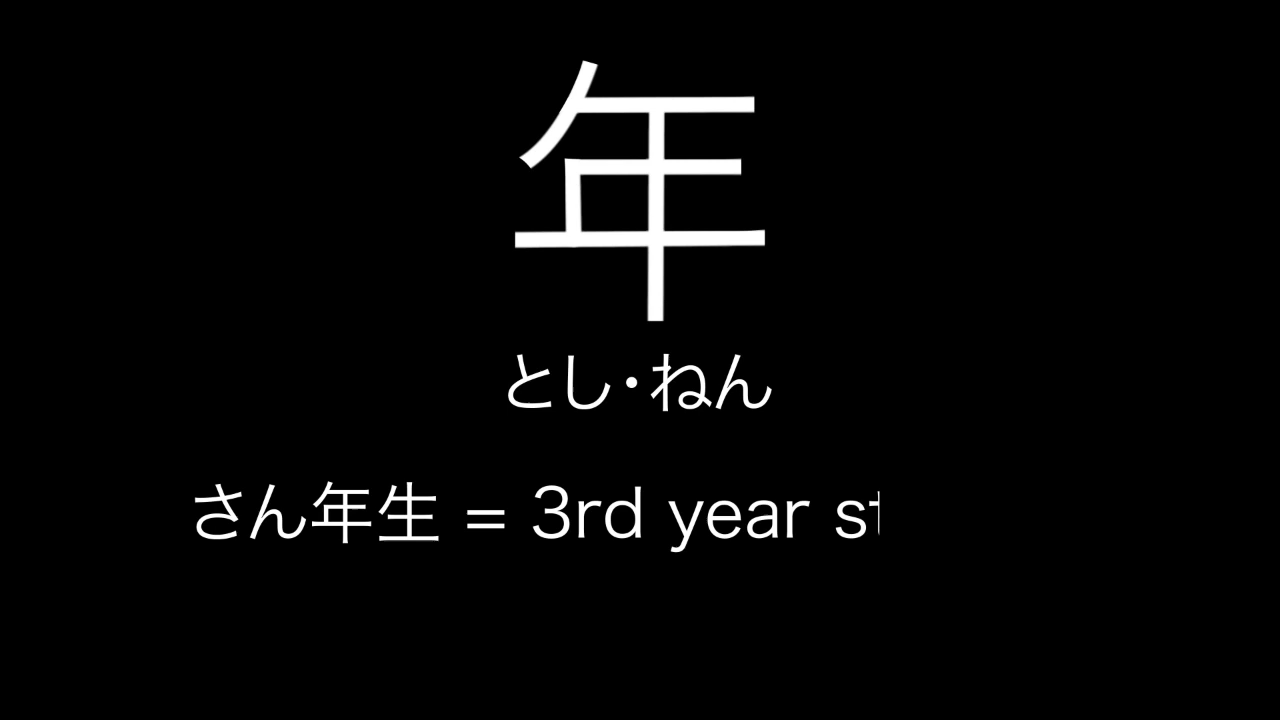 年
とし・ねん
さん年生 = 3rd year